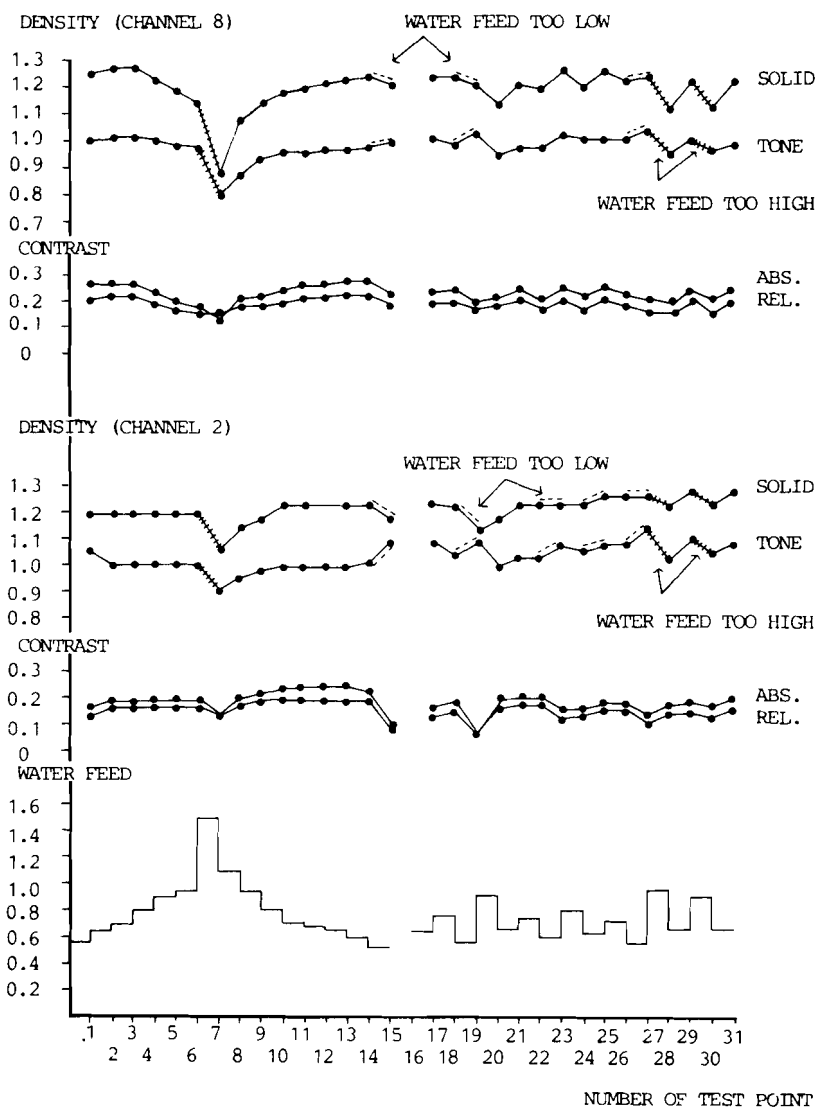 DENSITY (CHANNEL 8)
WATER FEED TOO LOW
1.3
1.2
1.1
1.0
0.9
0.8
0.7
SOLID
TONE
WATER FEED TOO HIGH
CONTRAST
0.3
0.2
0.1
0
ABS.
REL.
DENSITY (CHANNEL 2)
WATER FEED TOO LOW
1.3
1.2
1.1
1.0
0.9
0.8
SOLID
TONE
WATER FEED TOO HIGH
CONTRAST
0.3
0.2
0.1
0
ABS.
REL.
WATER FEED
1.6
1.4
1.2
1.0
0.8
0.6
0.4
0.2
.1 3 5 7 9 11 13 15 17 19 21 23 25 27 29 31
2 4 6 8 10 12 14 16 18 20 22 24 26 28 30
NUMBER OF TEST POINT